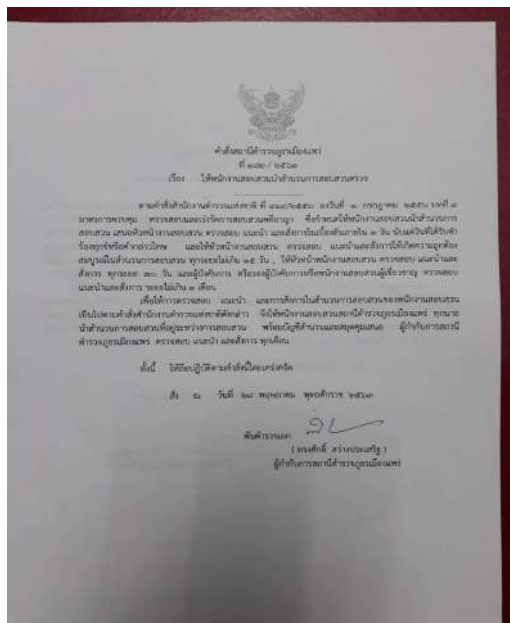 คำสั่งสถานีตำรวจภูธรเมืองแพร่
ที่ ๑๘๒ / ๒๕๖๓
เรื่อง ให้พนักงานสอบสวนนำสำนวนการสอบสวนตรวจ
ตามคำสั่งสำนักงานตำรวจแห่งชาติ ที่ ๔๑๙/๒๕๕๖ ลงวันที่ ๑ กรกฎาคม ๒๕๕๖ บทที่ ๘
มาตรการควบคุม ตรวจสอบและเร่งรัดการสอบสวนคดีอาญา ซึ่งกำหนดให้พนักงานสอบสวนนำสำนวนการ
สอบสวน เสนอหัวหน้างานสอบสวน ตรวจสอบ แนะนำ และสั่งการในเบื้องต้นภายใน ๓ วัน นับแต่วันที่ได้รับคำ
ร้องทุกข์หรือคำกล่าวโทษ และให้หัวหน้างานสอบสวน ตรวจสอบ แนะนำและสั่งการให้เกิดความถูกต้อง
สมบูรณ์ในสำนวนการสอบสวน ทุกระยะไม่เกิน ๑๕ วัน , ให้หัวหน้าพนักงานสอบสวน ตรวจสอบ แนะนำและ
สั่งการ ทุกระยะ ๓๐ วัน และผู้บังคับการ หรือรองผู้บังคับการหรือพนักงานสอบสวนผู้เชี่ยวชาญ ตรวจสอบ
แนะนำและสั่งการ ระยะไม่เกิน ๓ เดือน
เพื่อให้การตรวจสอบ แนะนำ และการสั่งการในสำนวนการสอบสวนของพนักงานสอบสวน
เป็นไปตามคำสั่งสำนักงานตำรวจแห่งชาติดังกล่าว จึงให้พนักงานสอบสวนสถานีตำรวจภูธรเมืองแพร่ ทุกนาย
นำสำนวนการสอบสวนที่อยู่ระหว่างการสอบสวน พร้อมบัญชีสำนวนและสมุดคุมเสนอ ผู้กำกับการสถานี
ตำรวจภูธรเมืองแพร่ ตรวจสอบ แนะนำ และสั่งการ ทุกเดือน
ทั้งนี้ ให้ถือปฏิบัติตามคำสั่งนี้โดยเคร่งครัด
สั่ง ณ วันที่ ๒๙ พฤษภาคม พุทธศักราช ๒๕๖๓
พันตำรวจเอก
( ทรงศักดิ์ สว่างประเสริฐ )
ผู้กำกับการสถานีตำรวจภูธรเมืองแพร่